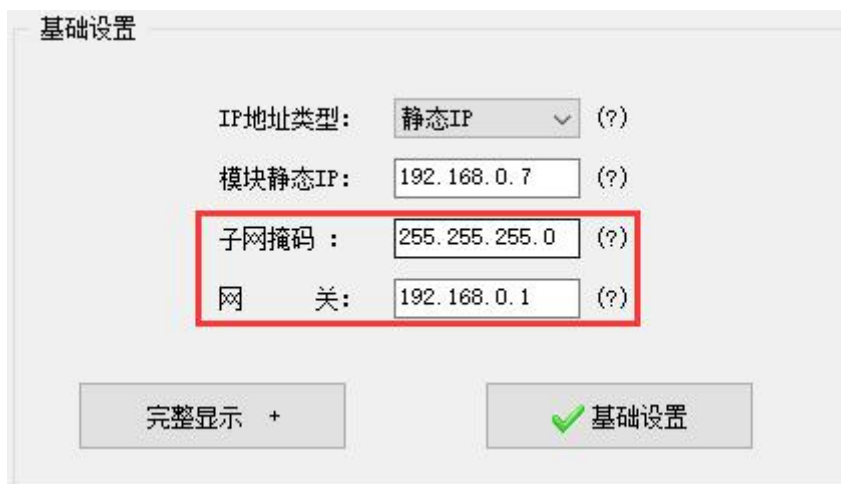 基础设置
IP地址类型: 静态IP (?)
模块静态IP: 192.168.0.7 (?)
子网掩码 : 255.255.255.0 (?)
网 关: 192.168.0.1 (?)
完整显示 + 基础设置